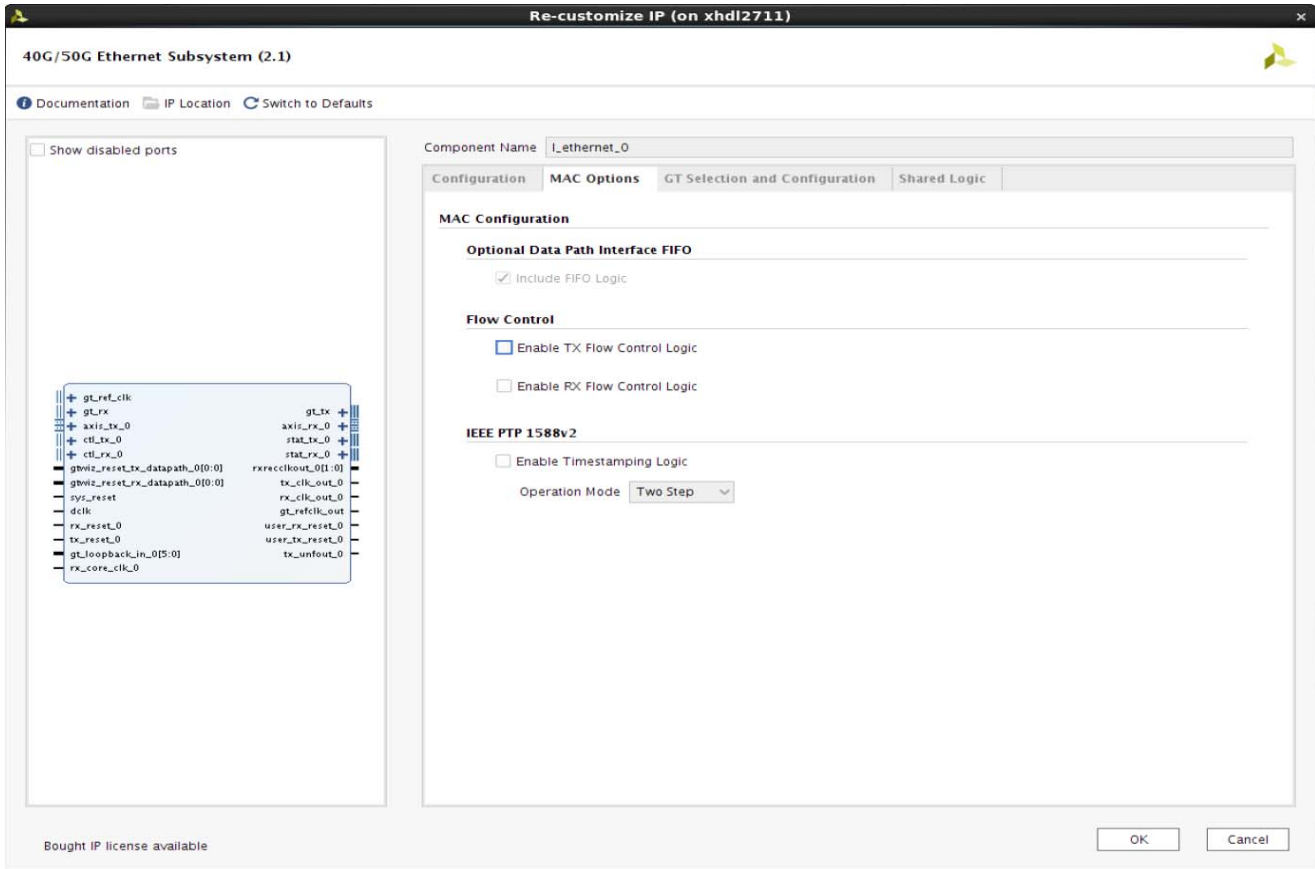 Re-customize IP (on xhdl2711)
×
40G/50G Ethernet Subsystem (2.1)
Documentation IP Location Switch to Defaults
Show disabled ports
gt_ref_clk
gt_rx gt_tx
axis_tx_0 axis_rx_0
ctl_tx_0 stat_tx_0
ctl_rx_0 stat_rx_0
gtwiz_reset_tx_datapath_0[0:0] rxrecclkout_0[1:0]
gtwiz_reset_rx_datapath_0[0:0] tx_clk_out_0
sys_reset rx_clk_out_0
dclk gt_refclk_out
rx_reset_0 user_rx_reset_0
tx_reset_0 user_tx_reset_0
gt_loopback_in_0[5:0] tx_unfout_0
rx_core_clk_0
Component Name l_ethernet_0
Configuration MAC Options GT Selection and Configuration Shared Logic
MAC Configuration
Optional Data Path Interface FIFO
Include FIFO Logic
Flow Control
Enable TX Flow Control Logic
Enable RX Flow Control Logic
IEEE PTP 1588v2
Enable Timestamping Logic
Operation Mode Two Step
Bought IP license available
OK Cancel